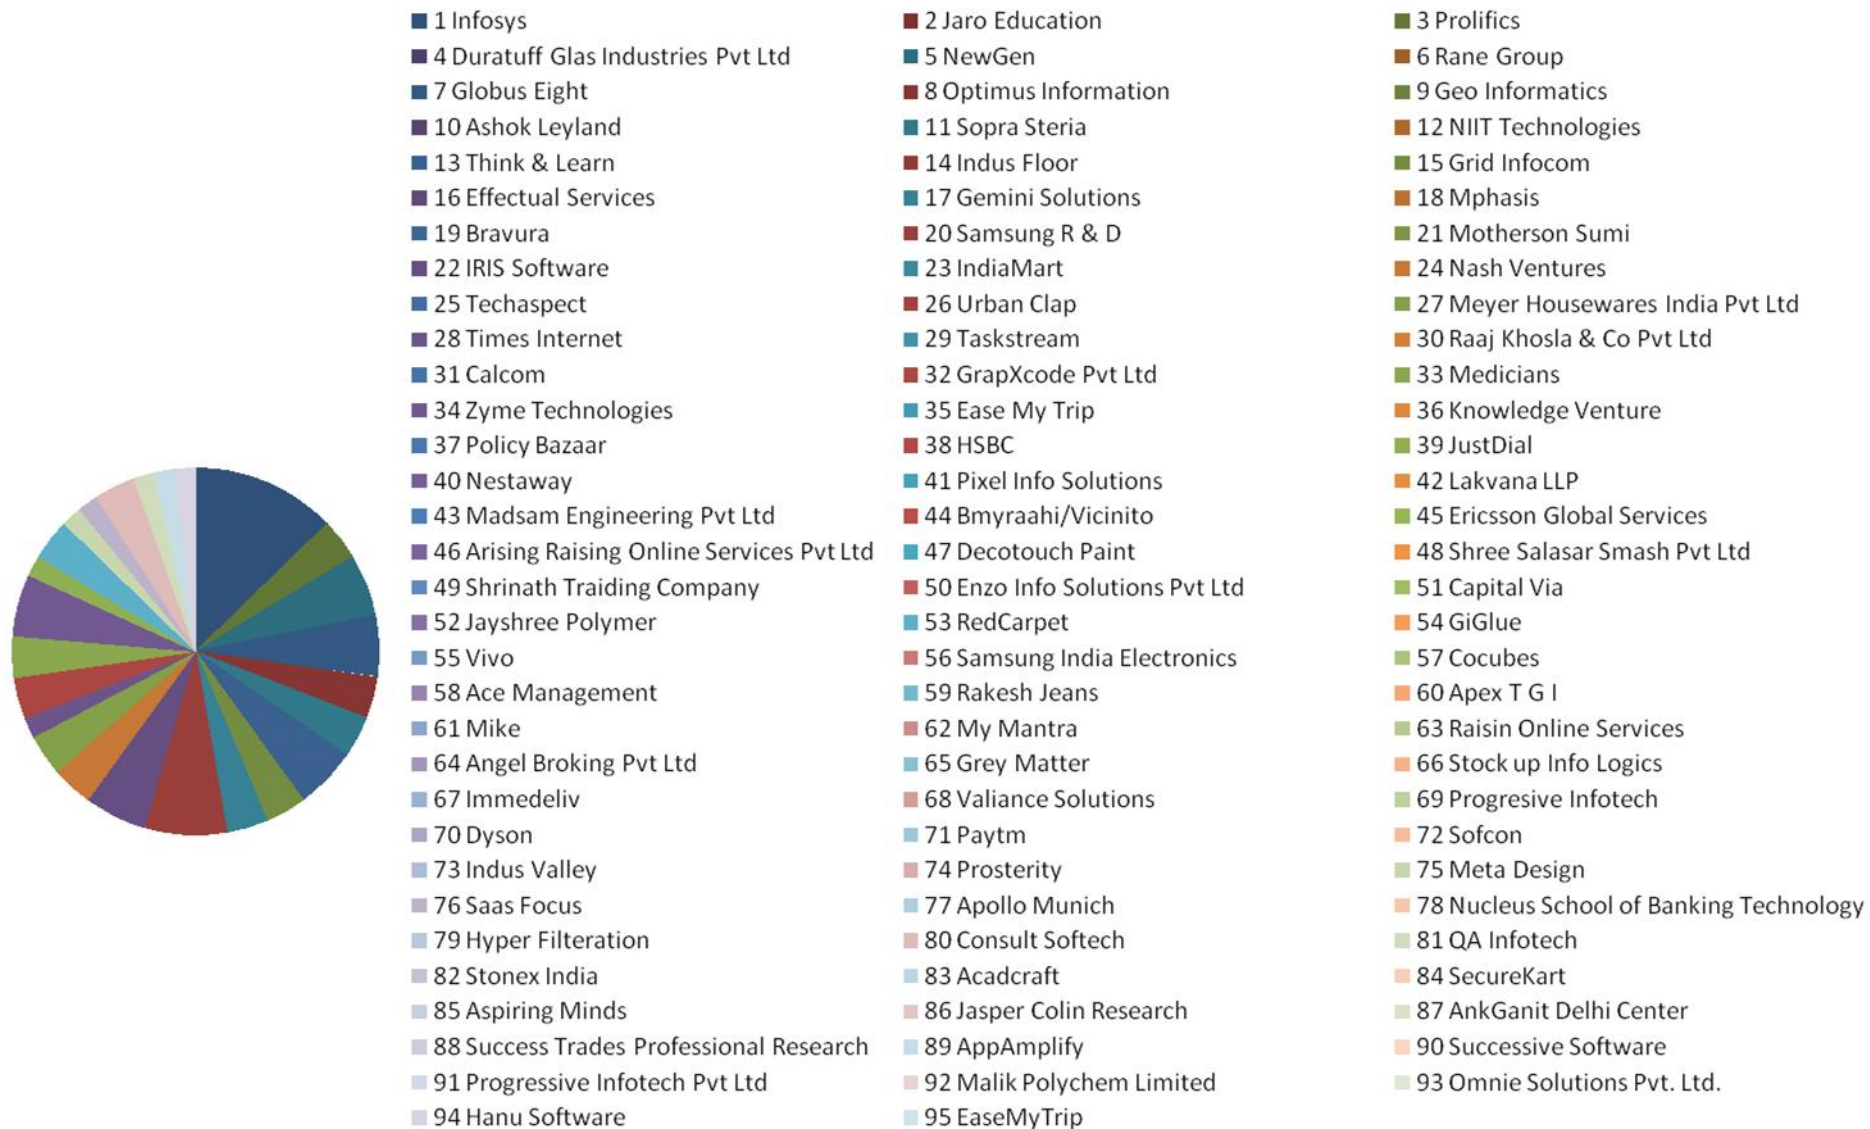 1 Infosys
2 Jaro Education
3 Prolifics
4 Duratuff Glas Industries Pvt Ltd
5 NewGen
6 Rane Group
7 Globus Eight
8 Optimus Information
9 Geo Informatics
10 Ashok Leyland
11 Sopra Steria
12 NIIT Technologies
13 Think & Learn
14 Indus Floor
15 Grid Infocom
16 Effectual Services
17 Gemini Solutions
18 Mphasis
19 Bravura
20 Samsung R & D
21 Motherson Sumi
22 IRIS Software
23 IndiaMart
24 Nash Ventures
25 Techaspect
26 Urban Clap
27 Meyer Housewares India Pvt Ltd
28 Times Internet
29 Taskstream
30 Raaj Khosla & Co Pvt Ltd
31 Calcom
32 GrapXcode Pvt Ltd
33 Medicians
34 Zyme Technologies
35 Ease My Trip
36 Knowledge Venture
37 Policy Bazaar
38 HSBC
39 JustDial
40 Nestaway
41 Pixel Info Solutions
42 Lakvana LLP
43 Madsam Engineering Pvt Ltd
44 Bmyraahi/Vicinito
45 Ericsson Global Services
46 Arising Raising Online Services Pvt Ltd
47 Decotouch Paint
48 Shree Salasar Smash Pvt Ltd
49 Shrinath Traiding Company
50 Enzo Info Solutions Pvt Ltd
51 Capital Via
52 Jayshree Polymer
53 RedCarpet
54 GiGlue
55 Vivo
56 Samsung India Electronics
57 Cocubes
58 Ace Management
59 Rakesh Jeans
60 Apex T G I
61 Mike
62 My Mantra
63 Raisin Online Services
64 Angel Broking Pvt Ltd
65 Grey Matter
66 Stock up Info Logics
67 Immedeliv
68 Valiance Solutions
69 Progresive Infotech
70 Dyson
71 Paytm
72 Sofcon
73 Indus Valley
74 Prosterity
75 Meta Design
76 Saas Focus
77 Apollo Munich
78 Nucleus School of Banking Technology
79 Hyper Filteration
80 Consult Softech
81 QA Infotech
82 Stonex India
83 Acadcraft
84 SecureKart
85 Aspiring Minds
86 Jasper Colin Research
87 AnkGanit Delhi Center
88 Success Trades Professional Research
89 AppAmplify
90 Successive Software
91 Progressive Infotech Pvt Ltd
92 Malik Polychem Limited
93 Omnie Solutions Pvt. Ltd.
94 Hanu Software
95 EaseMyTrip